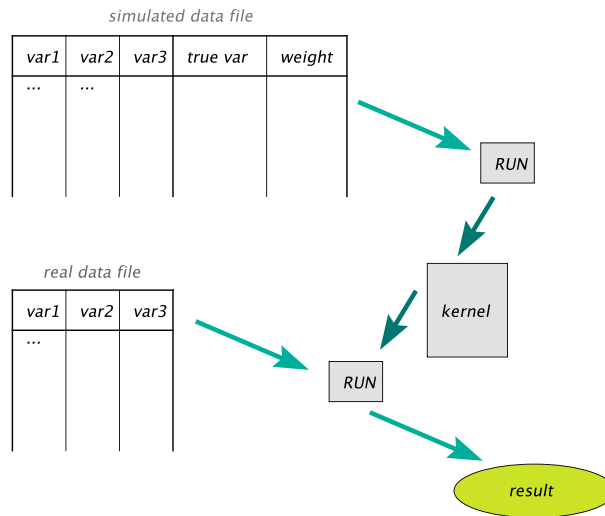 simulated data file
var1 var2 var3 true var weight
... ...
RUN
real data file
kernel
var1 var2 var3
...
RUN
result